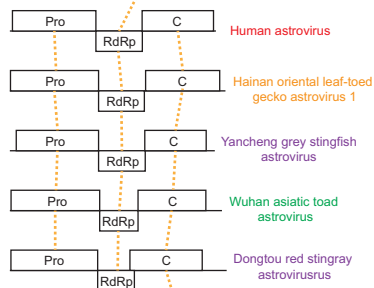 Pro
C
RdRp
Human astrovirus
Pro
C
RdRp
Hainan oriental leaf-toed
gecko astrovirus 1
Pro
C
RdRp
Yancheng grey stingfish
astrovirus
Pro
C
RdRp
Wuhan asiatic toad
astrovirus
Pro
C
RdRp
Dongtou red stingray
astrovirusrus